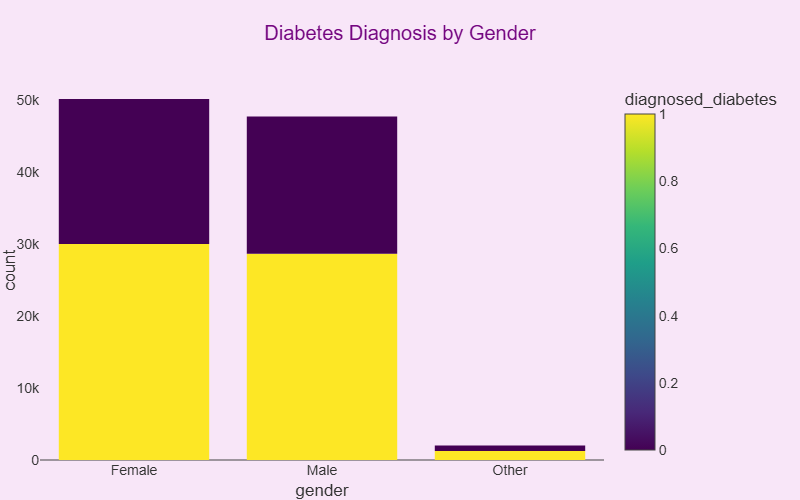 Diabetes Diagnosis by Gender
diagnosed_diabetes
50k
40k
30k
20k
10k
0
count
Female
Male
Other
gender
1
0.8
0.6
0.4
0.2
0